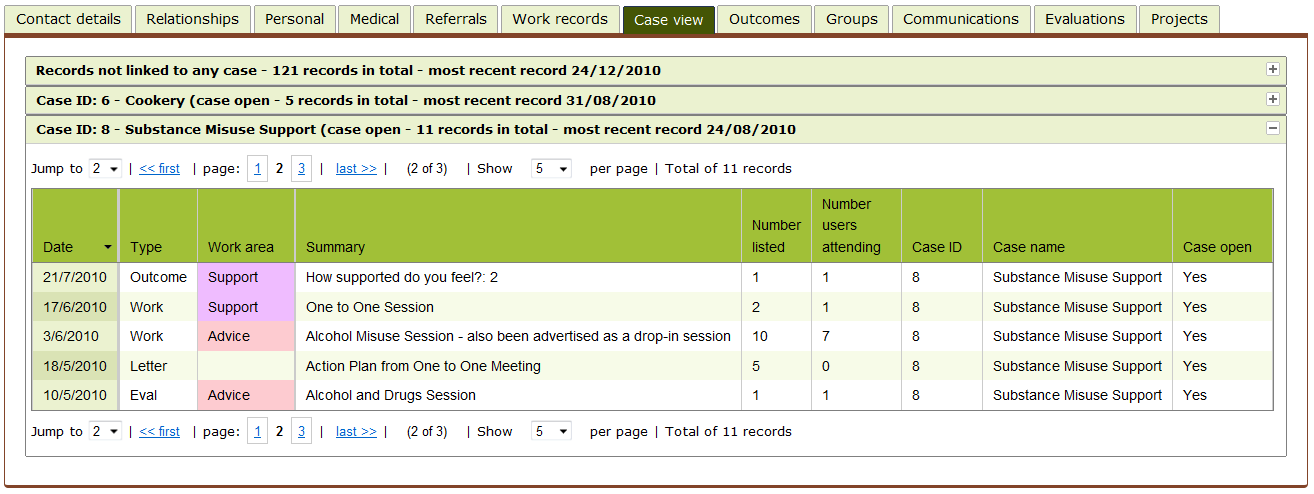 Contact details Relationships Personal Medical Referrals Work records Case view Outcomes Groups Communications Evaluations Projects
Records not linked to any case - 121 records in total - most recent record 24/12/2010
Case ID: 6 - Cookery (case open - 5 records in total - most recent record 31/08/2010
Case ID: 8 - Substance Misuse Support (case open - 11 records in total - most recent record 24/08/2010
Jump to 2 | << first | page: 1 2 3 | last >> | (2 of 3) | Show 5 per page | Total of 11 records
Date Type Work area Summary Number listed Number users attending Case ID Case name Case open
21/7/2010 Outcome Support How supported do you feel?: 2 1 1 8 Substance Misuse Support Yes
17/6/2010 Work Support One to One Session 2 1 8 Substance Misuse Support Yes
3/6/2010 Work Advice Alcohol Misuse Session - also been advertised as a drop-in session 10 7 8 Substance Misuse Support Yes
18/5/2010 Letter Action Plan from One to One Meeting 5 0 8 Substance Misuse Support Yes
10/5/2010 Eval Advice Alcohol and Drugs Session 1 1 8 Substance Misuse Support Yes
Jump to 2 | << first | page: 1 2 3 | last >> | (2 of 3) | Show 5 per page | Total of 11 records